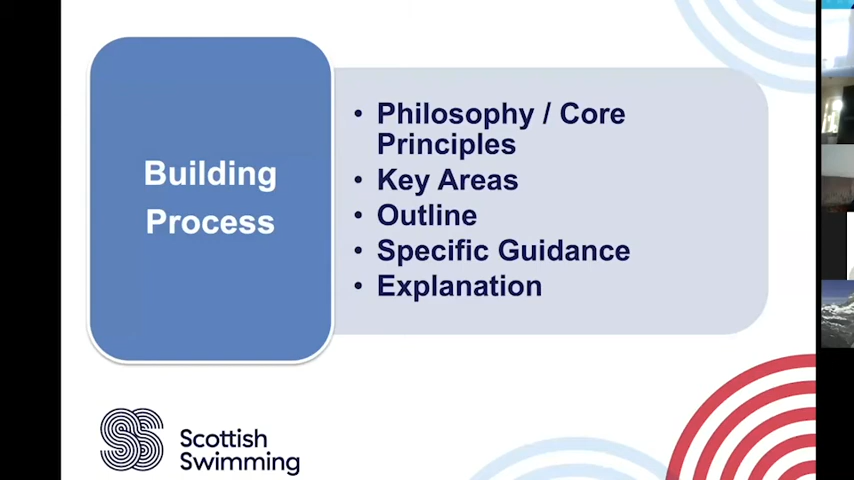 Building
Process
• Philosophy / Core
Principles
• Key Areas
• Outline
• Specific Guidance
• Explanation
Scottish
Swimming